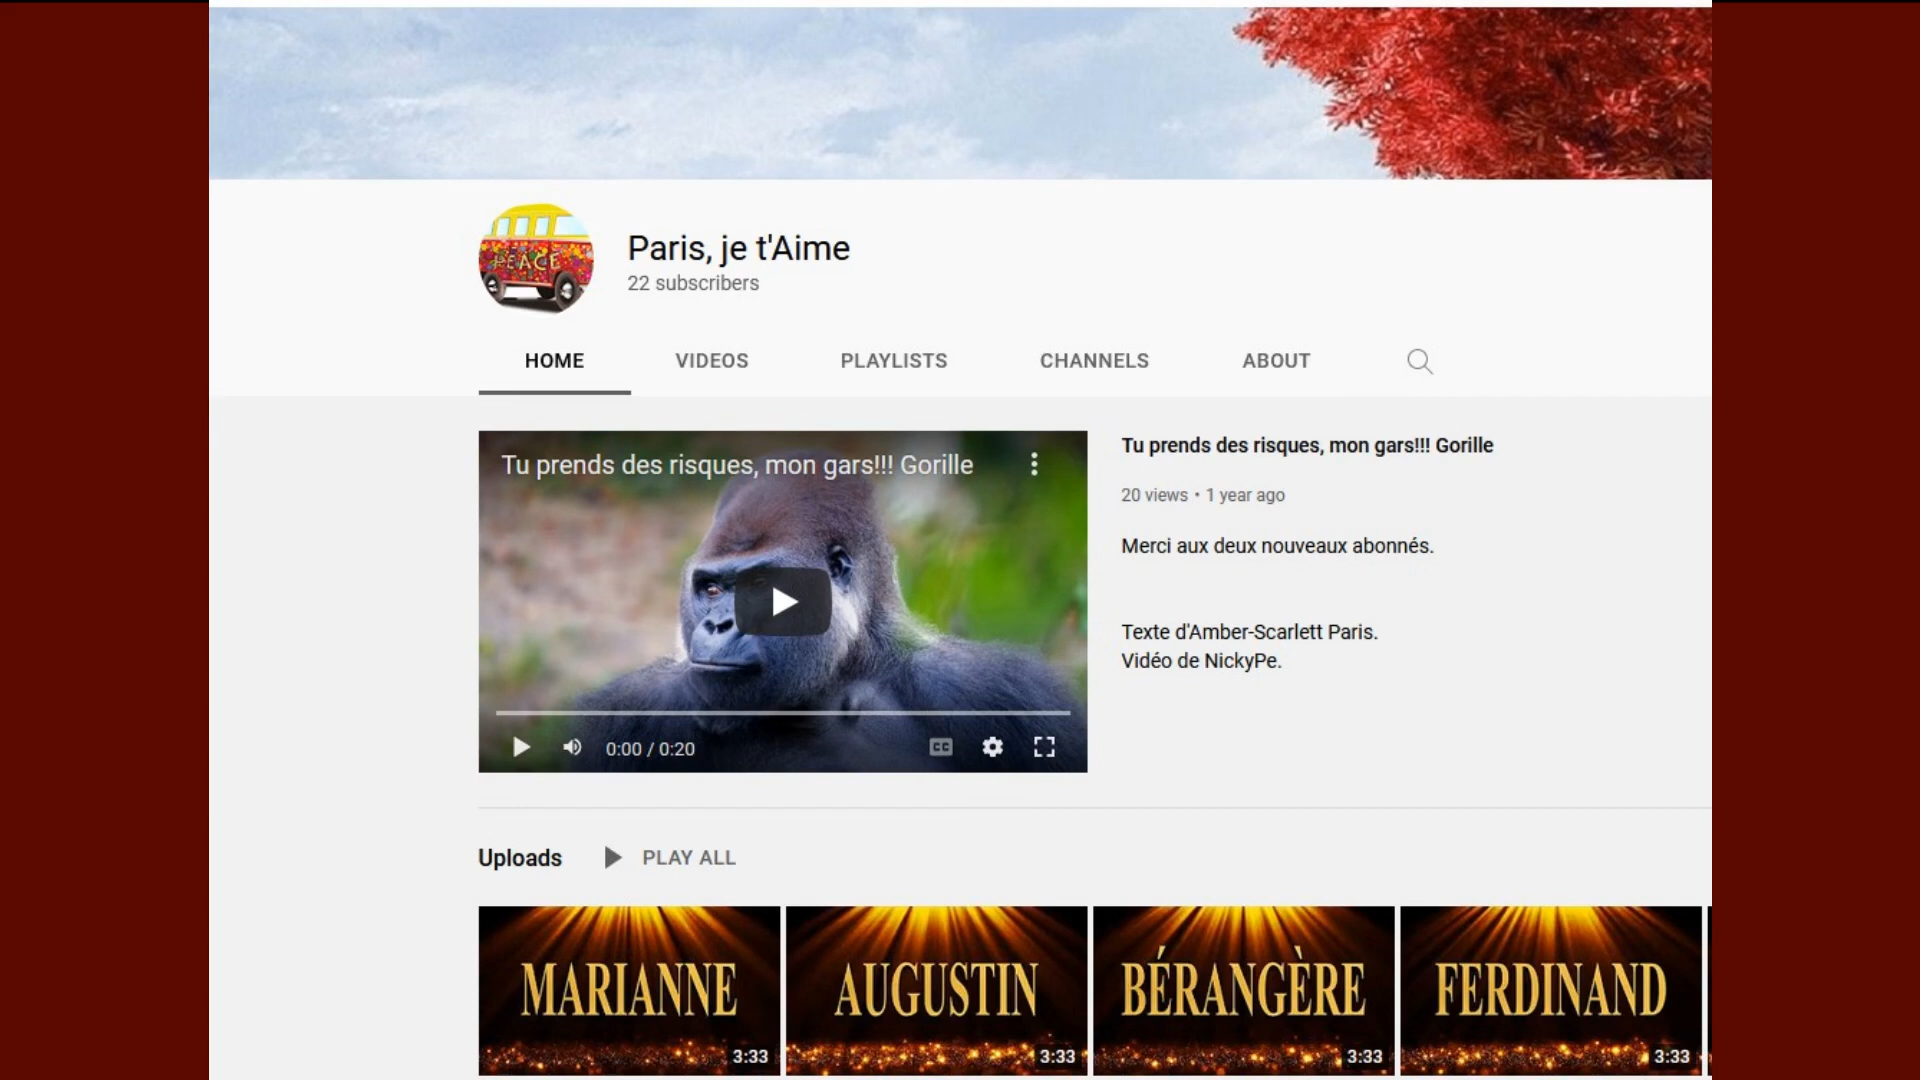 PEACE
Paris, je t'Aime
22 subscribers
HOME VIDEOS PLAYLISTS CHANNELS ABOUT
Tu prends des risques, mon gars!!! Gorille
0:00 / 0:20
CC
Tu prends des risques, mon gars!!! Gorille
20 views • 1 year ago
Merci aux deux nouveaux abonnés.
Texte d'Amber-Scarlett Paris.
Vidéo de NickyPe.
Uploads PLAY ALL
MARIANNE
3:33
AUGUSTIN
3:33
BÉRANGÈRE
3:33
FERDINAND
3:33